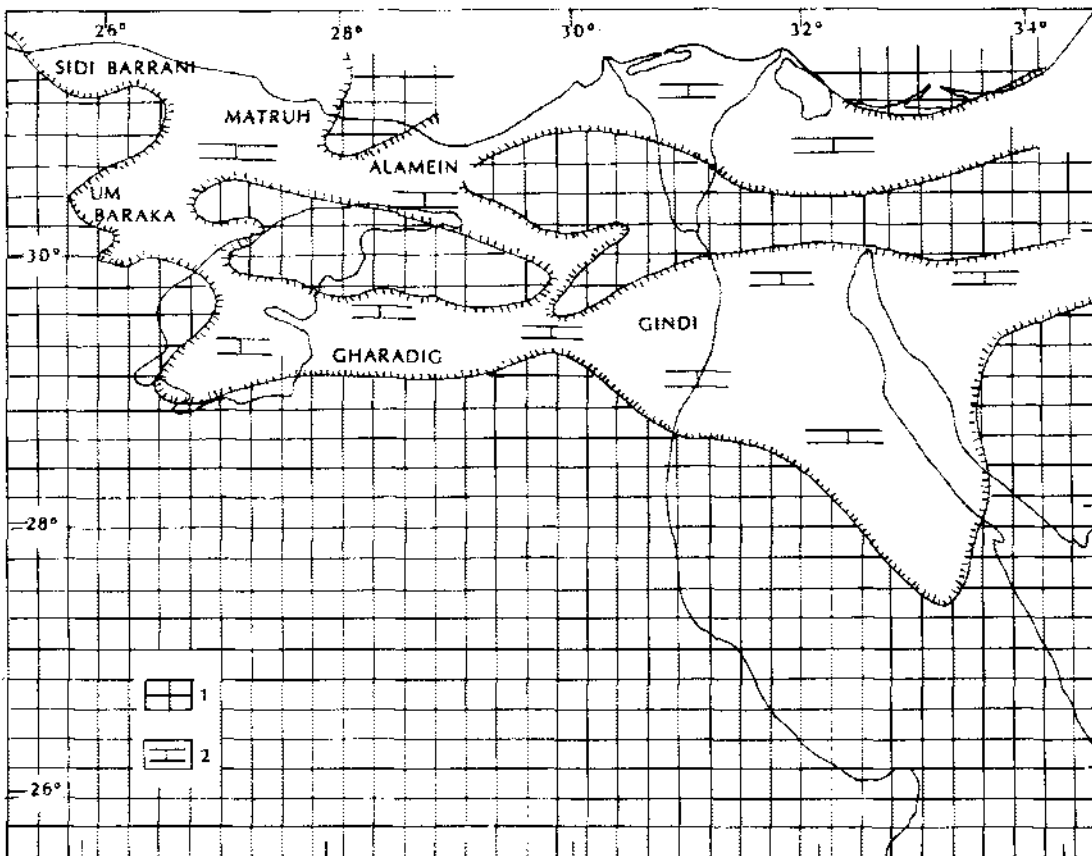 26° 28° 30° 32° 34°
SIDI BARRANI
MATRUH
ALAMEIN
UM
BARAKA
30°
GINDI
GHARADIG
28°
1
2
26°